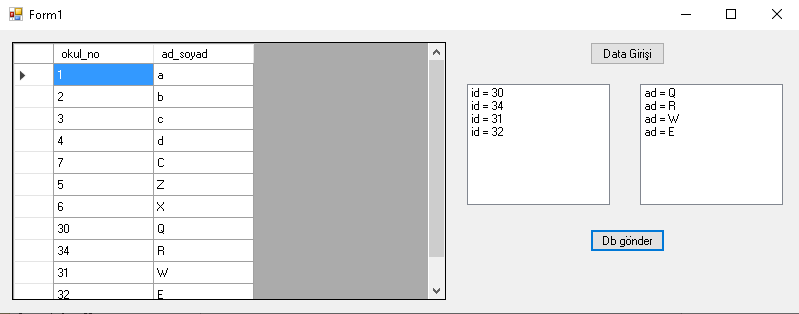 Form1
okul_no ad_soyad
1 a
2 b
3 c
4 d
7 C
5 Z
6 X
30 Q
34 R
31 W
32 E
Data Girişi
id = 30
id = 34
id = 31
id = 32
ad = Q
ad = R
ad = W
ad = E
Db gönder